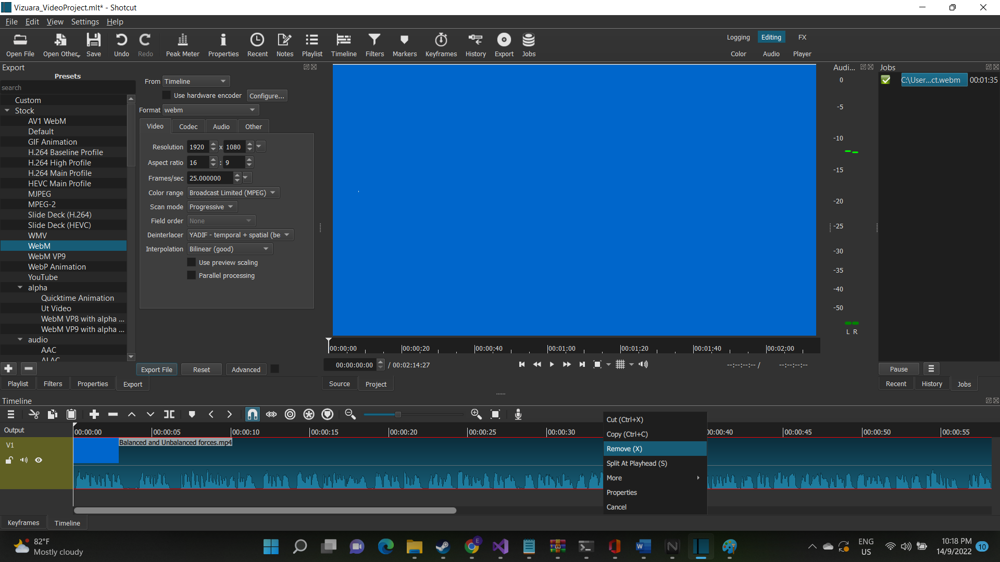 Vizuara_VideoProject.mlt* - Shotcut
File Edit View Settings Help
Open File Open Other... Save Undo Redo Peak Meter Properties Recent Notes Playlist Timeline Filters Markers Keyframes History Export Jobs
Logging Editing FX
Color Audio Player
Export
Presets
search
Custom
Stock
AV1 WebM
Default
GIF Animation
H.264 Baseline Profile
H.264 High Profile
H.264 Main Profile
HEVC Main Profile
MJPEG
MPEG-2
Slide Deck (H.264)
Slide Deck (HEVC)
WMV
WebM
WebM VP9
WebP Animation
YouTube
alpha
Quicktime Animation
Ut Video
WebM VP8 with alpha ...
WebM VP9 with alpha ...
audio
AAC
ALAC
From Timeline
Use hardware encoder Configure...
Format webm
Video Codec Audio Other
Resolution 1920 x 1080
Aspect ratio 16 : 9
Frames/sec 25.000000
Color range Broadcast Limited (MPEG)
Scan mode Progressive
Field order None
Deinterlacer YADIF - temporal + spatial (be
Interpolation Bilinear (good)
Use preview scaling
Parallel processing
Export File Reset Advanced
Playlist Filters Properties Export
00:00:00 00:00:20 00:00:40 00:01:00 00:01:20 00:01:40 00:02:00
00:00:00:00 / 00:02:14:27
--:--:--:-- / --:--:--:--
Source Project
Audi...
0
-5
-10
-15
-20
-25
-30
-35
-40
-50
L R
Jobs
C:\User...ct.webm 00:01:35
Pause
Recent History Jobs
Timeline
Output
00:00:00 00:00:05 00:00:10 00:00:15 00:00:20 00:00:25 00:00:30 00:00:40 00:00:45 00:00:50 00:00:55
V1
Balanced and Unbalanced forces.mp4
Cut (Ctrl+X)
Copy (Ctrl+C)
Remove (X)
Split At Playhead (S)
More
Properties
Cancel
Keyframes Timeline
82°F
Mostly cloudy
E
ENG
US
10:18 PM
14/9/2022
10